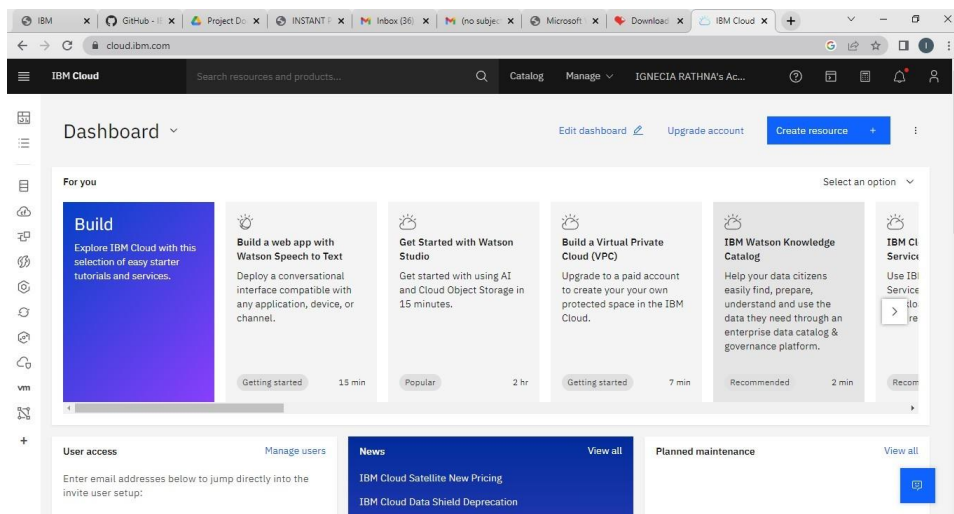 IBM
GitHub - I
Project Do
INSTANT P
Inbox (36)
(no subjec
Microsoft
Download
IBM Cloud
cloud.ibm.com
IBM Cloud
Search resources and products...
Catalog
Manage
IGNECIA RATHNA's Ac...
Dashboard
Edit dashboard
Upgrade account
Create resource +
For you
Select an option
Build
Explore IBM Cloud with this
selection of easy starter
tutorials and services.
Build a web app with
Watson Speech to Text
Deploy a conversational
interface compatible with
any application, device, or
channel.
Getting started
15 min
Get Started with Watson
Studio
Get started with using AI
and Cloud Object Storage in
15 minutes.
Popular
2 hr
Build a Virtual Private
Cloud (VPC)
Upgrade to a paid account
to create your your own
protected space in the IBM
Cloud.
Getting started
7 min
IBM Watson Knowledge
Catalog
Help your data citizens
easily find, prepare,
understand and use the
data they need through an
enterprise data catalog &
governance platform.
Recommended
2 min
IBM Cl
Service
Use IB
Service
re
Recom
vm
User access
Manage users
Enter email addresses below to jump directly into the
invite user setup:
News
View all
IBM Cloud Satellite New Pricing
IBM Cloud Data Shield Deprecation
Planned maintenance
View all